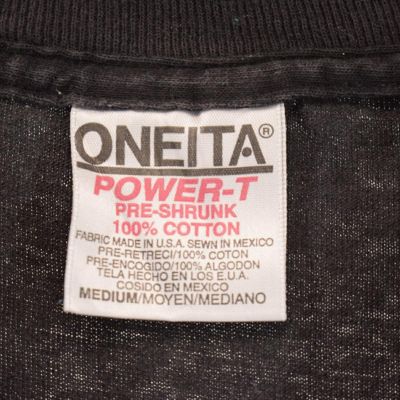 ONEITA®
POWER-T
PRE-SHRUNK
100% COTTON
FABRIC MADE IN U.S.A. SEWN IN MEXICO
PRE-RETRECI/100% COTON
PRE-ENCOGIDO/100% ALGODON
TELA HECHO EN LOS E.U.A.
COSIDO EN MEXICO
MEDIUM/MOYEN/MEDIANO